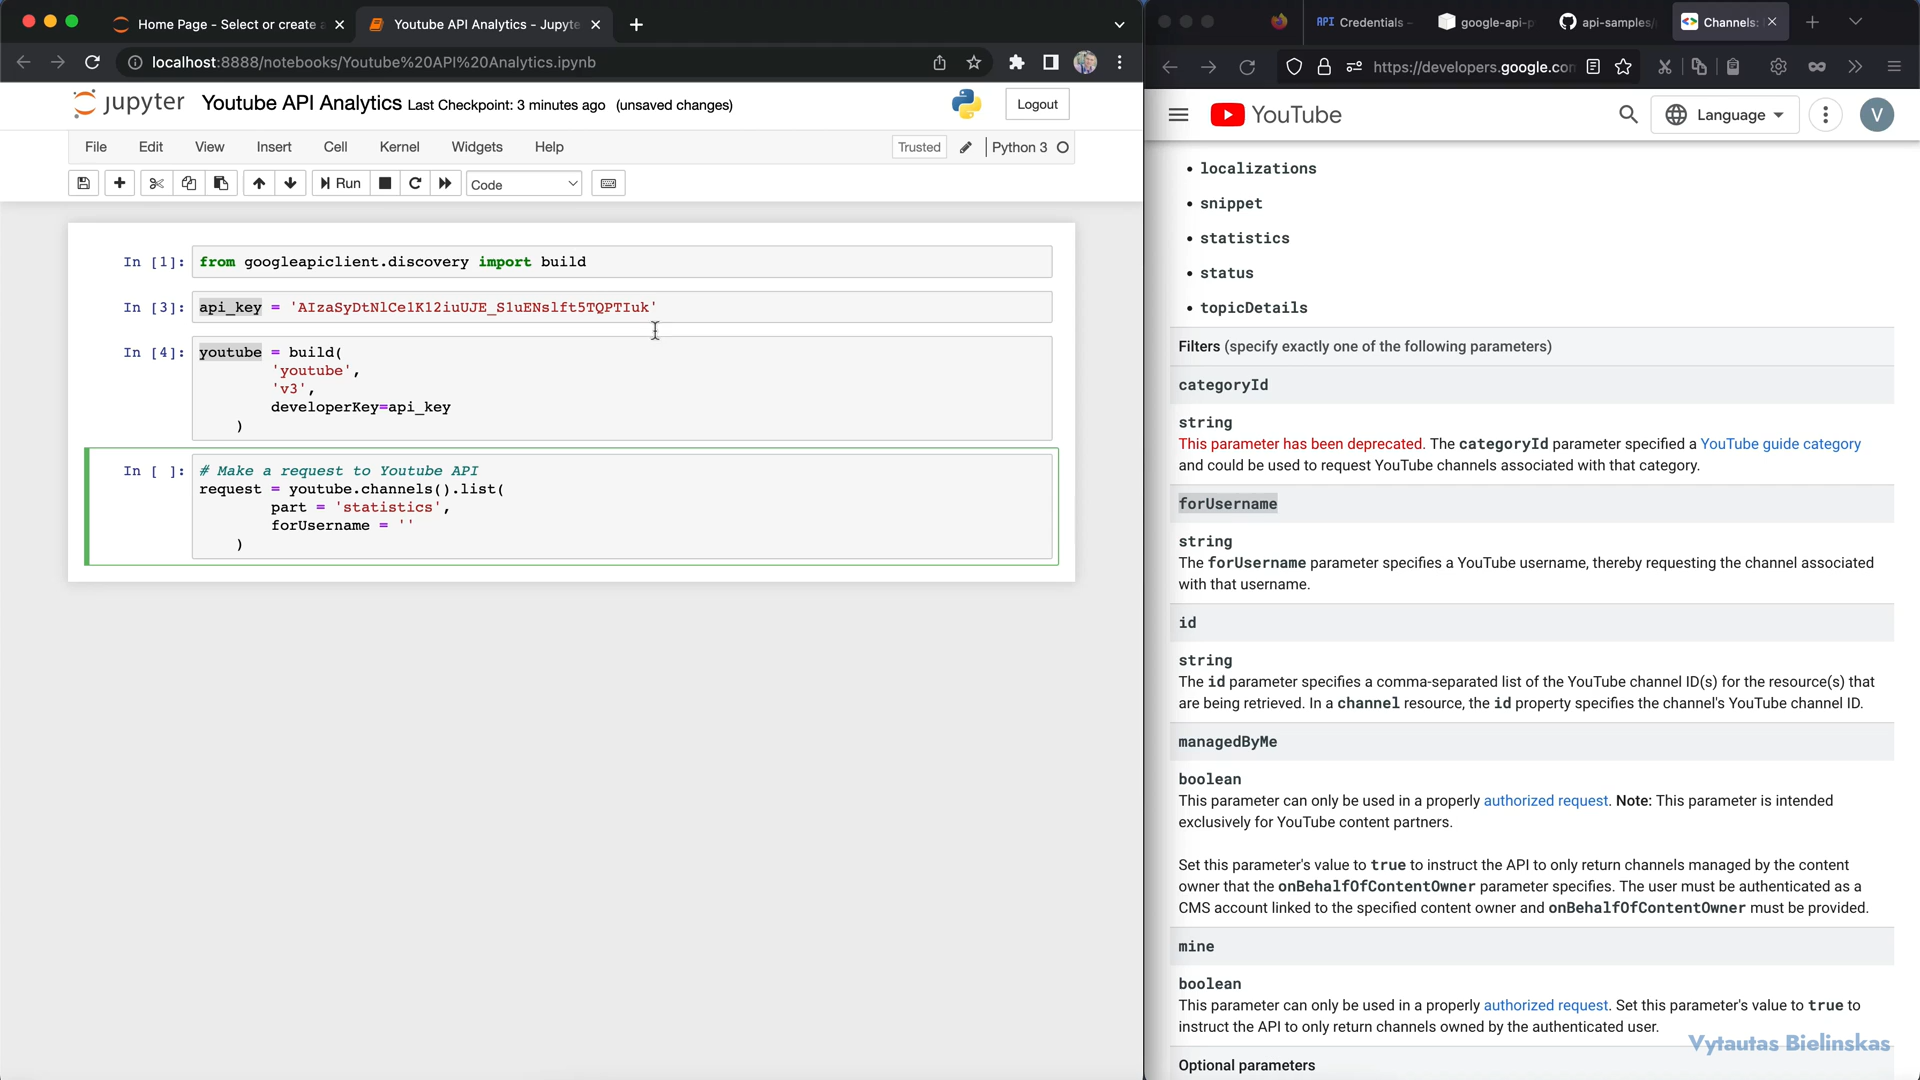 Home Page - Select or create a
Youtube API Analytics - Jupyte
localhost:8888/notebooks/Youtube%20API%20Analytics.ipynb
jupyter Youtube API Analytics Last Checkpoint: 3 minutes ago (unsaved changes)
Logout
File Edit View Insert Cell Kernel Widgets Help
Trusted
Python 3
Run
Code
In [1]: from googleapiclient.discovery import build
In [3]: api_key = 'AIzaSyDtNlCe1K12iuUJE_S1uENslft5TQPTIuk'
In [4]: youtube = build(
'youtube',
'v3',
developerKey=api_key
)
In [ ]: # Make a request to Youtube API
request = youtube.channels().list(
part = 'statistics',
forUsername = ''
)
API Credentials –
google-api-p
api-samples/
Channels:
https://developers.google.con
YouTube
Language
V
• localizations
• snippet
• statistics
• status
• topicDetails
Filters (specify exactly one of the following parameters)
categoryId
string
This parameter has been deprecated. The categoryId parameter specified a YouTube guide category
and could be used to request YouTube channels associated with that category.
forUsername
string
The forUsername parameter specifies a YouTube username, thereby requesting the channel associated
with that username.
id
string
The id parameter specifies a comma-separated list of the YouTube channel ID(s) for the resource(s) that
are being retrieved. In a channel resource, the id property specifies the channel's YouTube channel ID.
managedByMe
boolean
This parameter can only be used in a properly authorized request. Note: This parameter is intended
exclusively for YouTube content partners.
Set this parameter's value to true to instruct the API to only return channels managed by the content
owner that the onBehalfOfContentOwner parameter specifies. The user must be authenticated as a
CMS account linked to the specified content owner and onBehalfOfContentOwner must be provided.
mine
boolean
This parameter can only be used in a properly authorized request. Set this parameter's value to true to
instruct the API to only return channels owned by the authenticated user.
Vytautas Bielinskas
Optional parameters